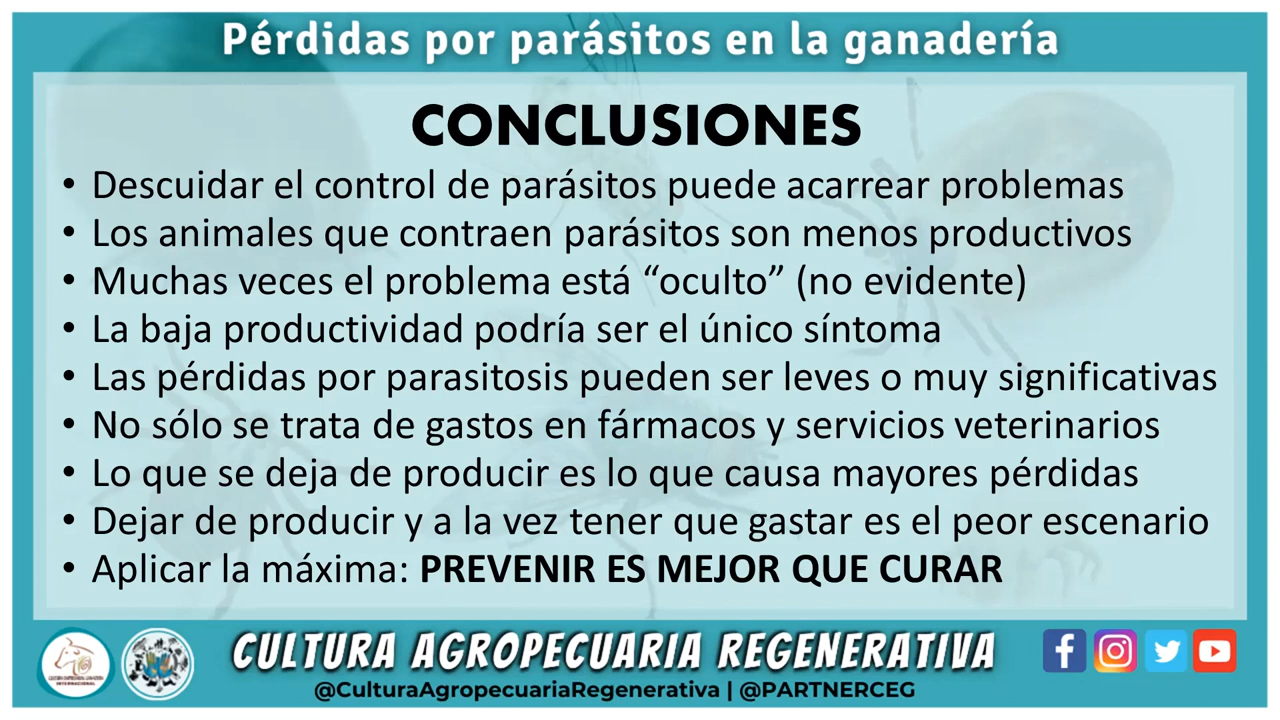 Pérdidas por parásitos en la ganadería
CONCLUSIONES
• Descuidar el control de parásitos puede acarrear problemas
• Los animales que contraen parásitos son menos productivos
• Muchas veces el problema está “oculto” (no evidente)
• La baja productividad podría ser el único síntoma
• Las pérdidas por parasitosis pueden ser leves o muy significativas
• No sólo se trata de gastos en fármacos y servicios veterinarios
• Lo que se deja de producir es lo que causa mayores pérdidas
• Dejar de producir y a la vez tener que gastar es el peor escenario
• Aplicar la máxima: PREVENIR ES MEJOR QUE CURAR
CULTURA AGROPECUARIA REGENERATIVA
@CulturaAgropecuariaRegenerativa | @PARTNERCEG